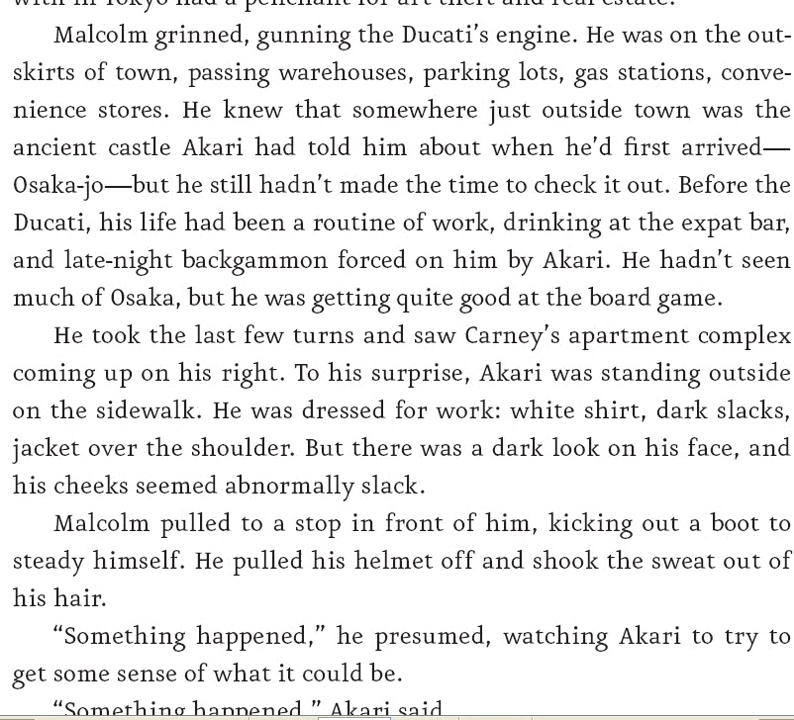 with in Tokyo had a penchant for art theft and real estate.
Malcolm grinned, gunning the Ducati’s engine. He was on the out-
skirts of town, passing warehouses, parking lots, gas stations, conve-
nience stores. He knew that somewhere just outside town was the
ancient castle Akari had told him about when he’d first arrived—
Osaka-jo—but he still hadn’t made the time to check it out. Before the
Ducati, his life had been a routine of work, drinking at the expat bar,
and late-night backgammon forced on him by Akari. He hadn’t seen
much of Osaka, but he was getting quite good at the board game.
He took the last few turns and saw Carney’s apartment complex
coming up on his right. To his surprise, Akari was standing outside
on the sidewalk. He was dressed for work: white shirt, dark slacks,
jacket over the shoulder. But there was a dark look on his face, and
his cheeks seemed abnormally slack.
Malcolm pulled to a stop in front of him, kicking out a boot to
steady himself. He pulled his helmet off and shook the sweat out of
his hair.
“Something happened,” he presumed, watching Akari to try to
get some sense of what it could be.
“Something happened,” Akari said